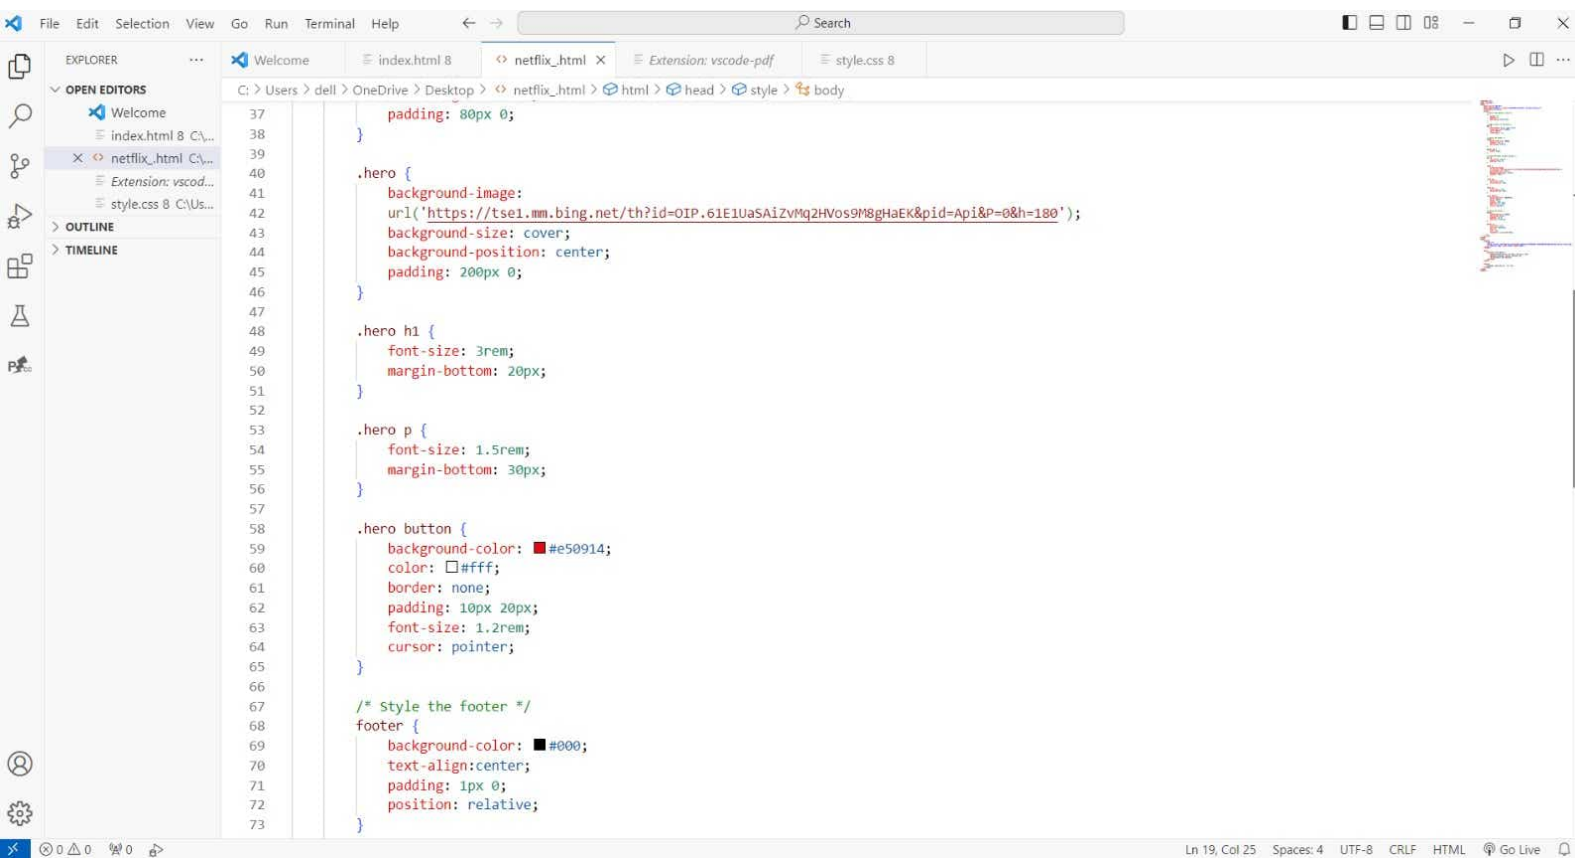 File Edit Selection View Go Run Terminal Help
Search
EXPLORER
OPEN EDITORS
Welcome
index.html 8 C:\...
netflix_.html C:\...
Extension: vscod...
style.css 8 C:\Us...
OUTLINE
TIMELINE
Welcome
index.html 8
netflix_.html
Extension: vscode-pdf
style.css 8
C: > Users > dell > OneDrive > Desktop > netflix_.html > html > head > style > body
37 padding: 80px 0;
38 }
39
40 .hero {
41 background-image:
42 url('https://tse1.mm.bing.net/th?id=OIP.61E1UaSAiZvMq2HVos9M8gHaEK&pid=Api&P=0&h=180');
43 background-size: cover;
44 background-position: center;
45 padding: 200px 0;
46 }
47
48 .hero h1 {
49 font-size: 3rem;
50 margin-bottom: 20px;
51 }
52
53 .hero p {
54 font-size: 1.5rem;
55 margin-bottom: 30px;
56 }
57
58 .hero button {
59 background-color: #e50914;
60 color: #fff;
61 border: none;
62 padding: 10px 20px;
63 font-size: 1.2rem;
64 cursor: pointer;
65 }
66
67 /* Style the footer */
68 footer {
69 background-color: #000;
70 text-align:center;
71 padding: 1px 0;
72 position: relative;
73 }
0 0 0
Ln 19, Col 25 Spaces: 4 UTF-8 CRLF HTML Go Live